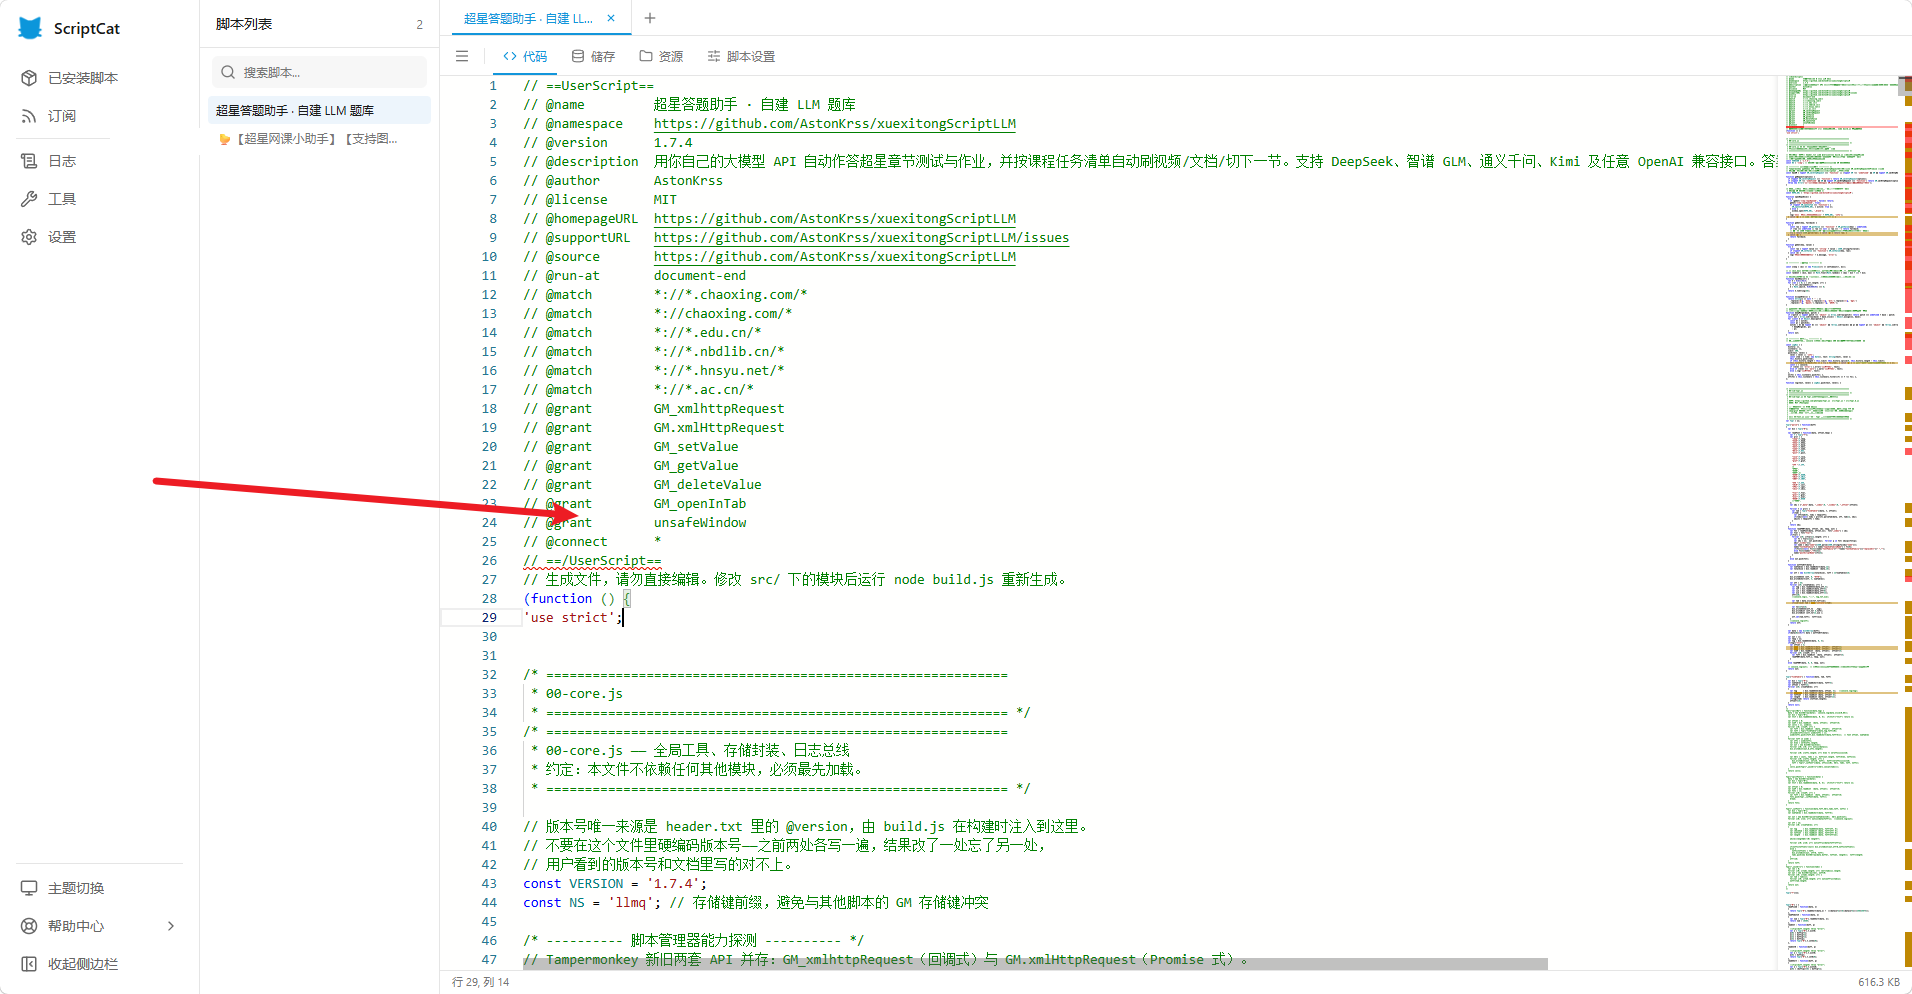 ScriptCat
已安装脚本
订阅
日志
工具
设置
主题切换
帮助中心
收起侧边栏
脚本列表
2
搜索脚本...
超星答题助手 · 自建 LLM 题库
【超星网课小助手】【支持图...
超星答题助手 · 自建 LL...
代码
储存
资源
脚本设置
1 // ==UserScript==
2 // @name 超星答题助手 · 自建 LLM 题库
3 // @namespace https://github.com/AstonKrss/xuexitongScriptLLM
4 // @version 1.7.4
5 // @description 用你自己的大模型 API 自动作答超星章节测试与作业，并按课程任务清单自动刷视频/文档/切下一节。支持 DeepSeek、智谱 GLM、通义千问、Kimi 及任意 OpenAI 兼容接口。答
6 // @author AstonKrss
7 // @license MIT
8 // @homepageURL https://github.com/AstonKrss/xuexitongScriptLLM
9 // @supportURL https://github.com/AstonKrss/xuexitongScriptLLM/issues
10 // @source https://github.com/AstonKrss/xuexitongScriptLLM
11 // @run-at document-end
12 // @match *://*.chaoxing.com/*
13 // @match *://chaoxing.com/*
14 // @match *://*.edu.cn/*
15 // @match *://*.nbdlib.cn/*
16 // @match *://*.hnsyu.net/*
17 // @match *://*.ac.cn/*
18 // @grant GM_xmlhttpRequest
19 // @grant GM.xmlHttpRequest
20 // @grant GM_setValue
21 // @grant GM_getValue
22 // @grant GM_deleteValue
23 // @grant GM_openInTab
24 // @grant unsafeWindow
25 // @connect *
26 // ==/UserScript==
27 // 生成文件，请勿直接编辑。修改 src/ 下的模块后运行 node build.js 重新生成。
28 (function () {
29 'use strict';
30
31
32 /* ============================================================
33 * 00-core.js
34 * ============================================================ */
35 /* ============================================================
36 * 00-core.js —— 全局工具、存储封装、日志总线
37 * 约定：本文件不依赖任何其他模块，必须最先加载。
38 * ============================================================ */
39
40 // 版本号唯一来源是 header.txt 里的 @version，由 build.js 在构建时注入到这里。
41 // 不要在这个文件里硬编码版本号——之前两处各写一遍，结果改了一处忘了另一处，
42 // 用户看到的版本号和文档里写的对不上。
43 const VERSION = '1.7.4';
44 const NS = 'llmq'; // 存储键前缀，避免与其他脚本的 GM 存储键冲突
45
46 /* ---------- 脚本管理器能力探测 ---------- */
47 // Tampermonkey 新旧两套 API 并存：GM_xmlhttpRequest（回调式）与 GM.xmlHttpRequest（Promise 式）。
行 29, 列 14
616.3 KB